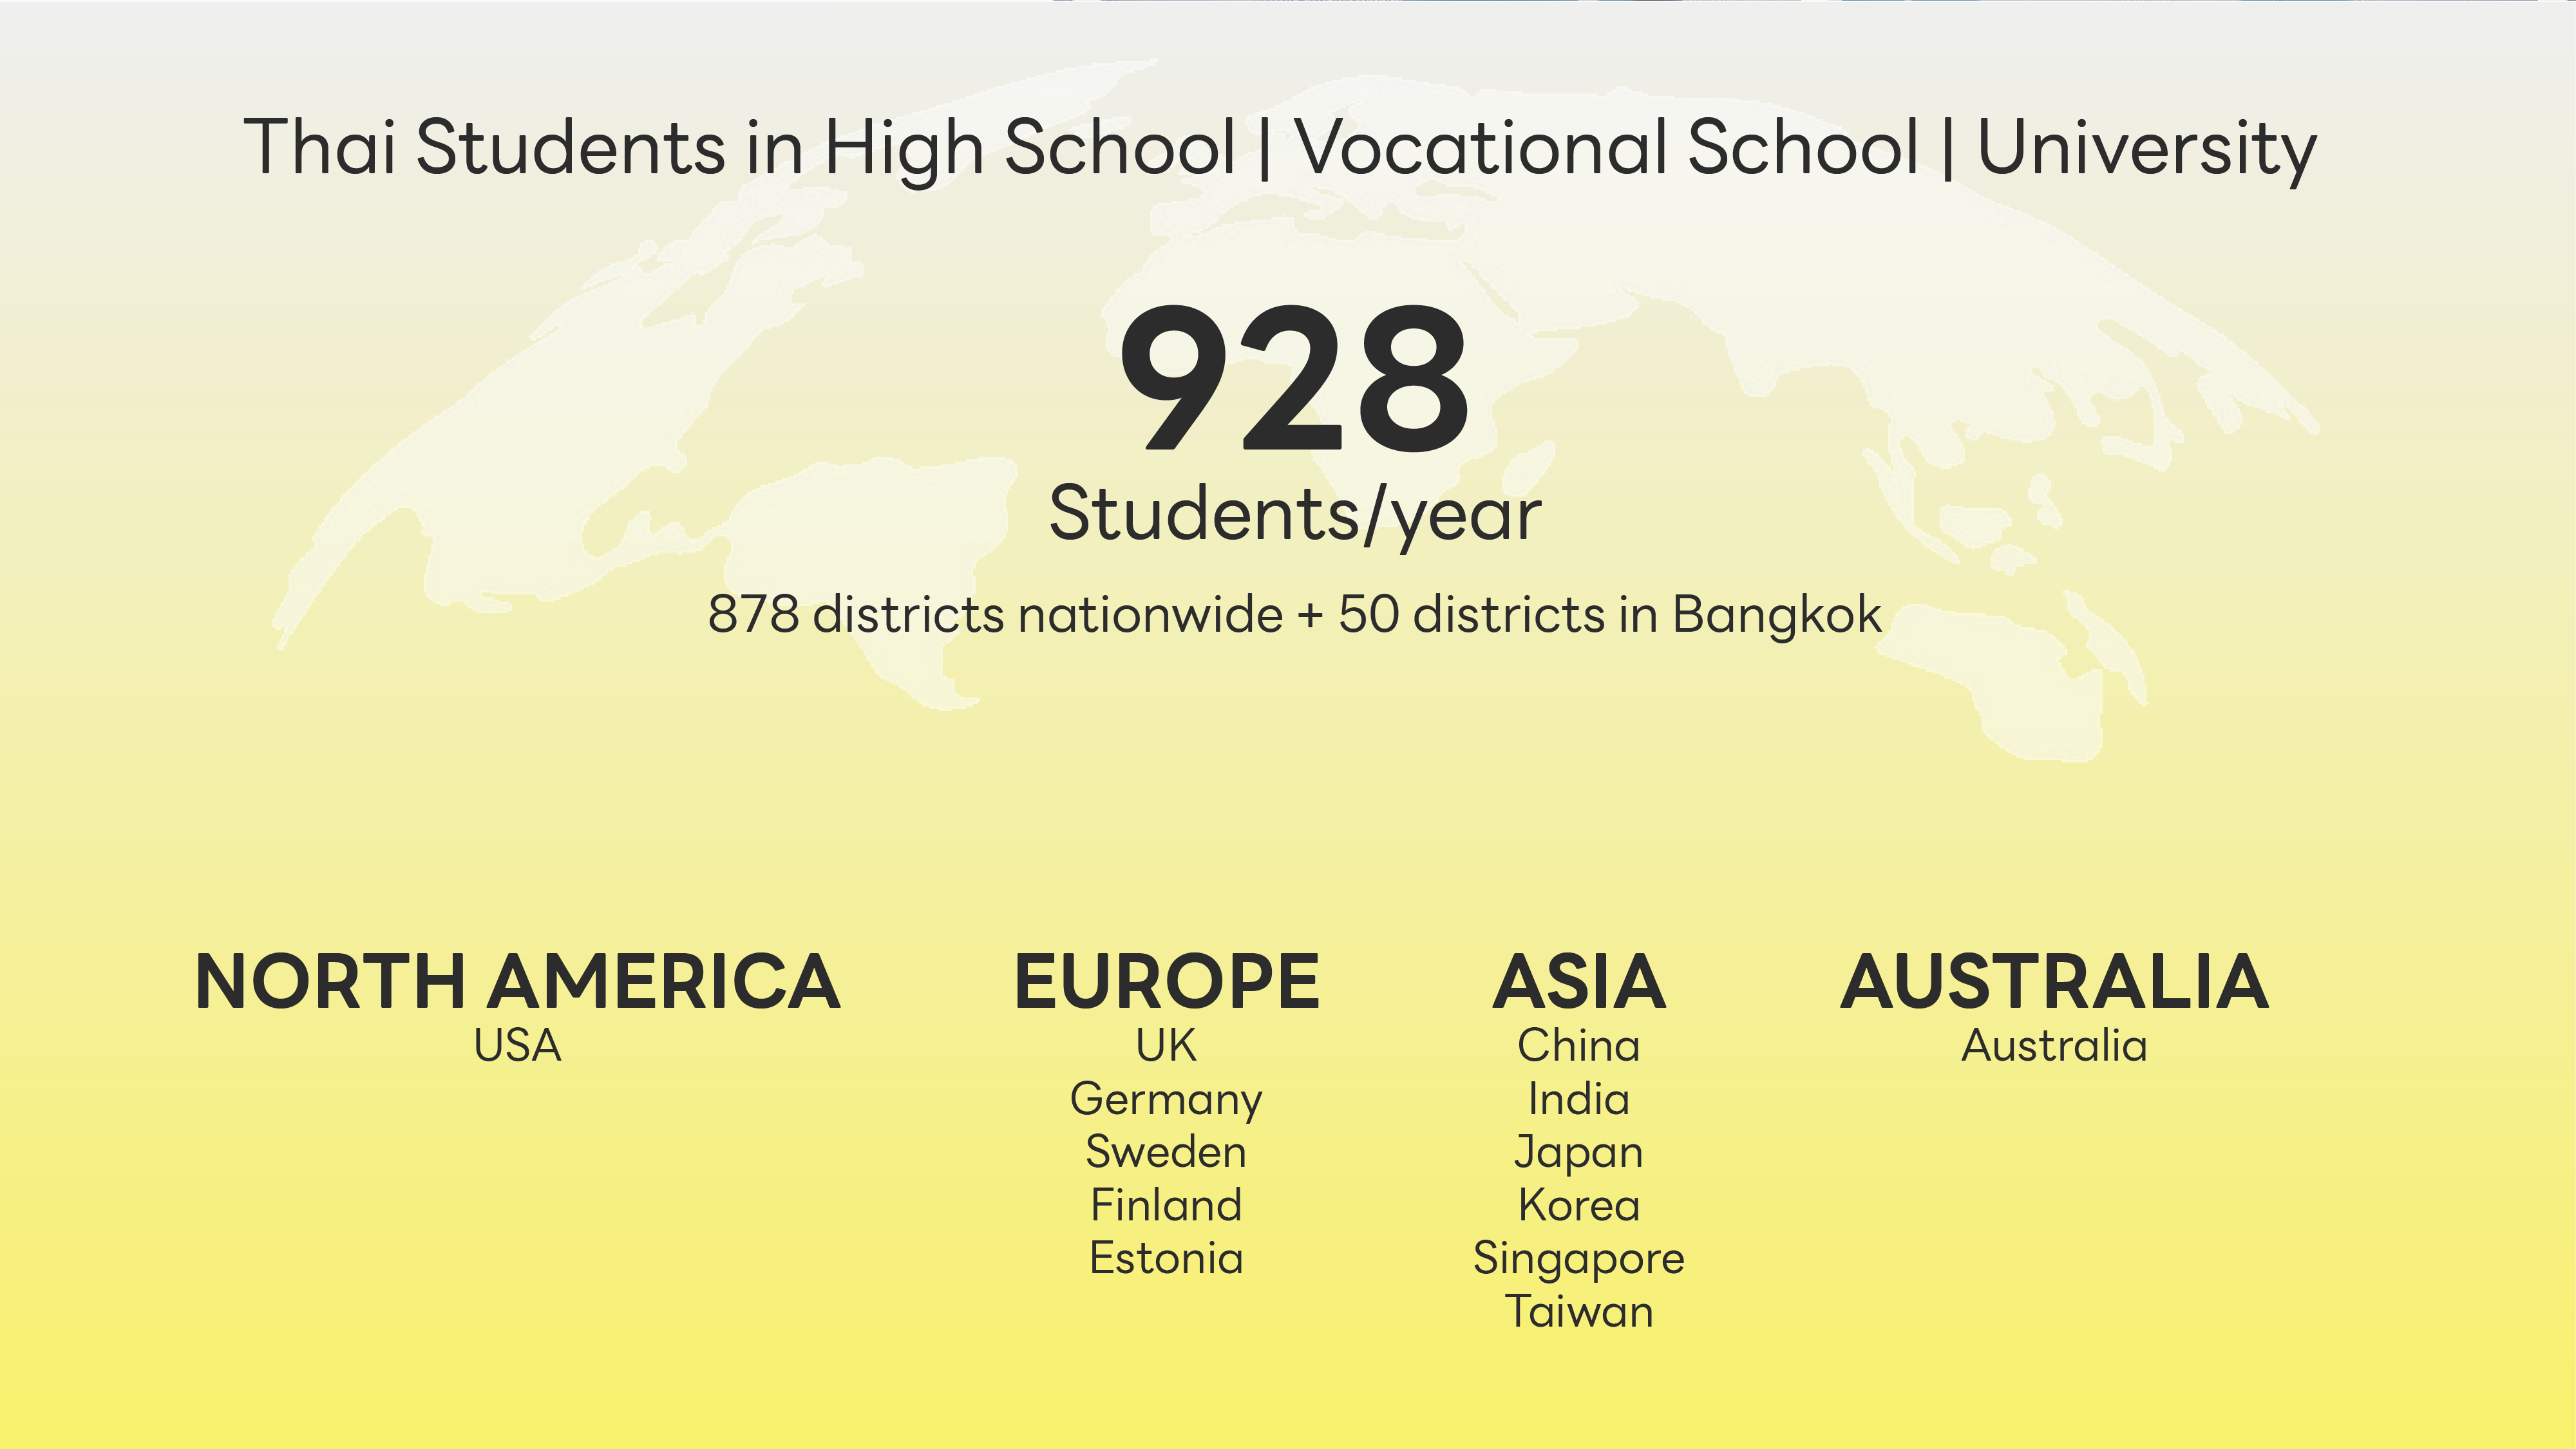 Thai Students in High School | Vocational School | University
928
Students/year
878 districts nationwide + 50 districts in Bangkok
NORTH AMERICA
USA
EUROPE
UK
Germany
Sweden
Finland
Estonia
ASIA
China
India
Japan
Korea
Singapore
Taiwan
AUSTRALIA
Australia